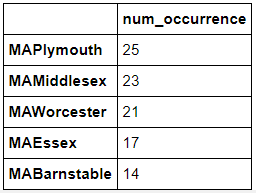 num_occurrence
MAPlymouth 25
MAMiddlesex 23
MAWorcester 21
MAEssex 17
MABarnstable 14